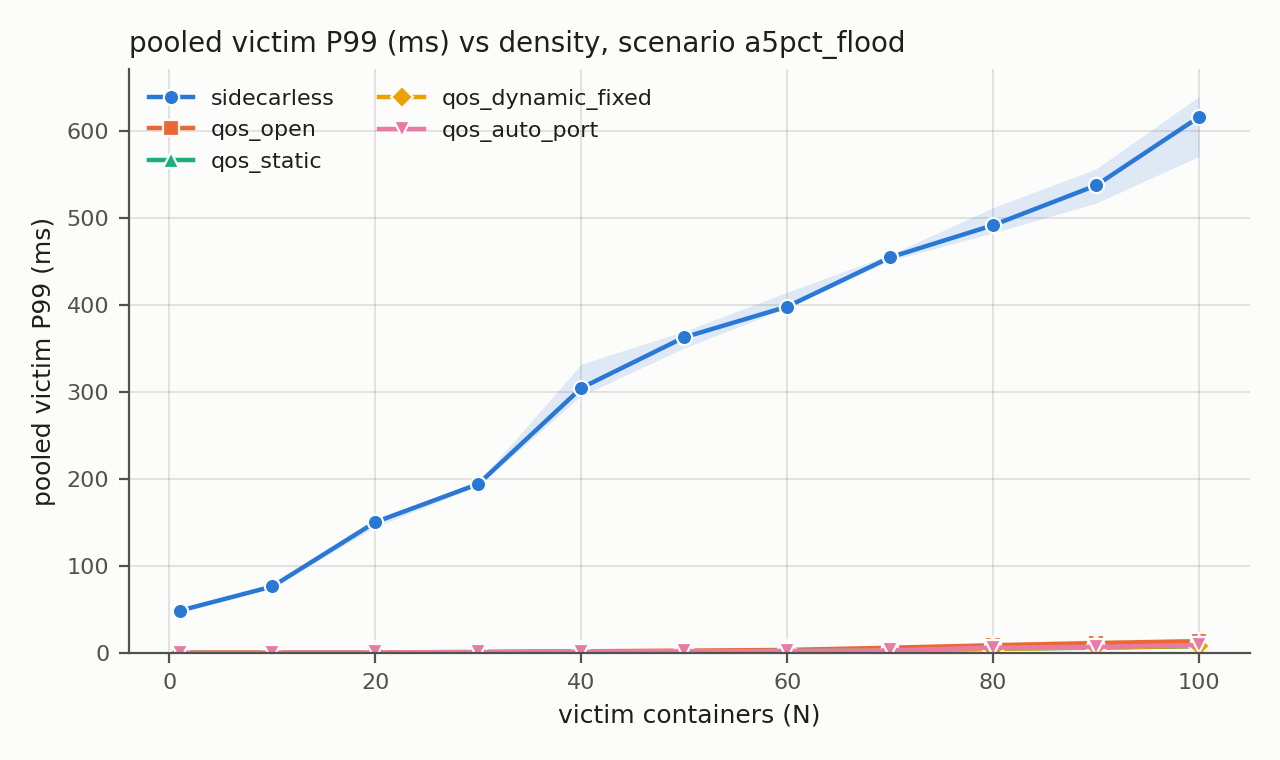 pooled victim P99 (ms) vs density, scenario a5pct_flood
sidecarless
qos_open
qos_static
qos_dynamic_fixed
qos_auto_port
pooled victim P99 (ms)
600
500
400
300
200
100
0
0 20 40 60 80 100
victim containers (N)